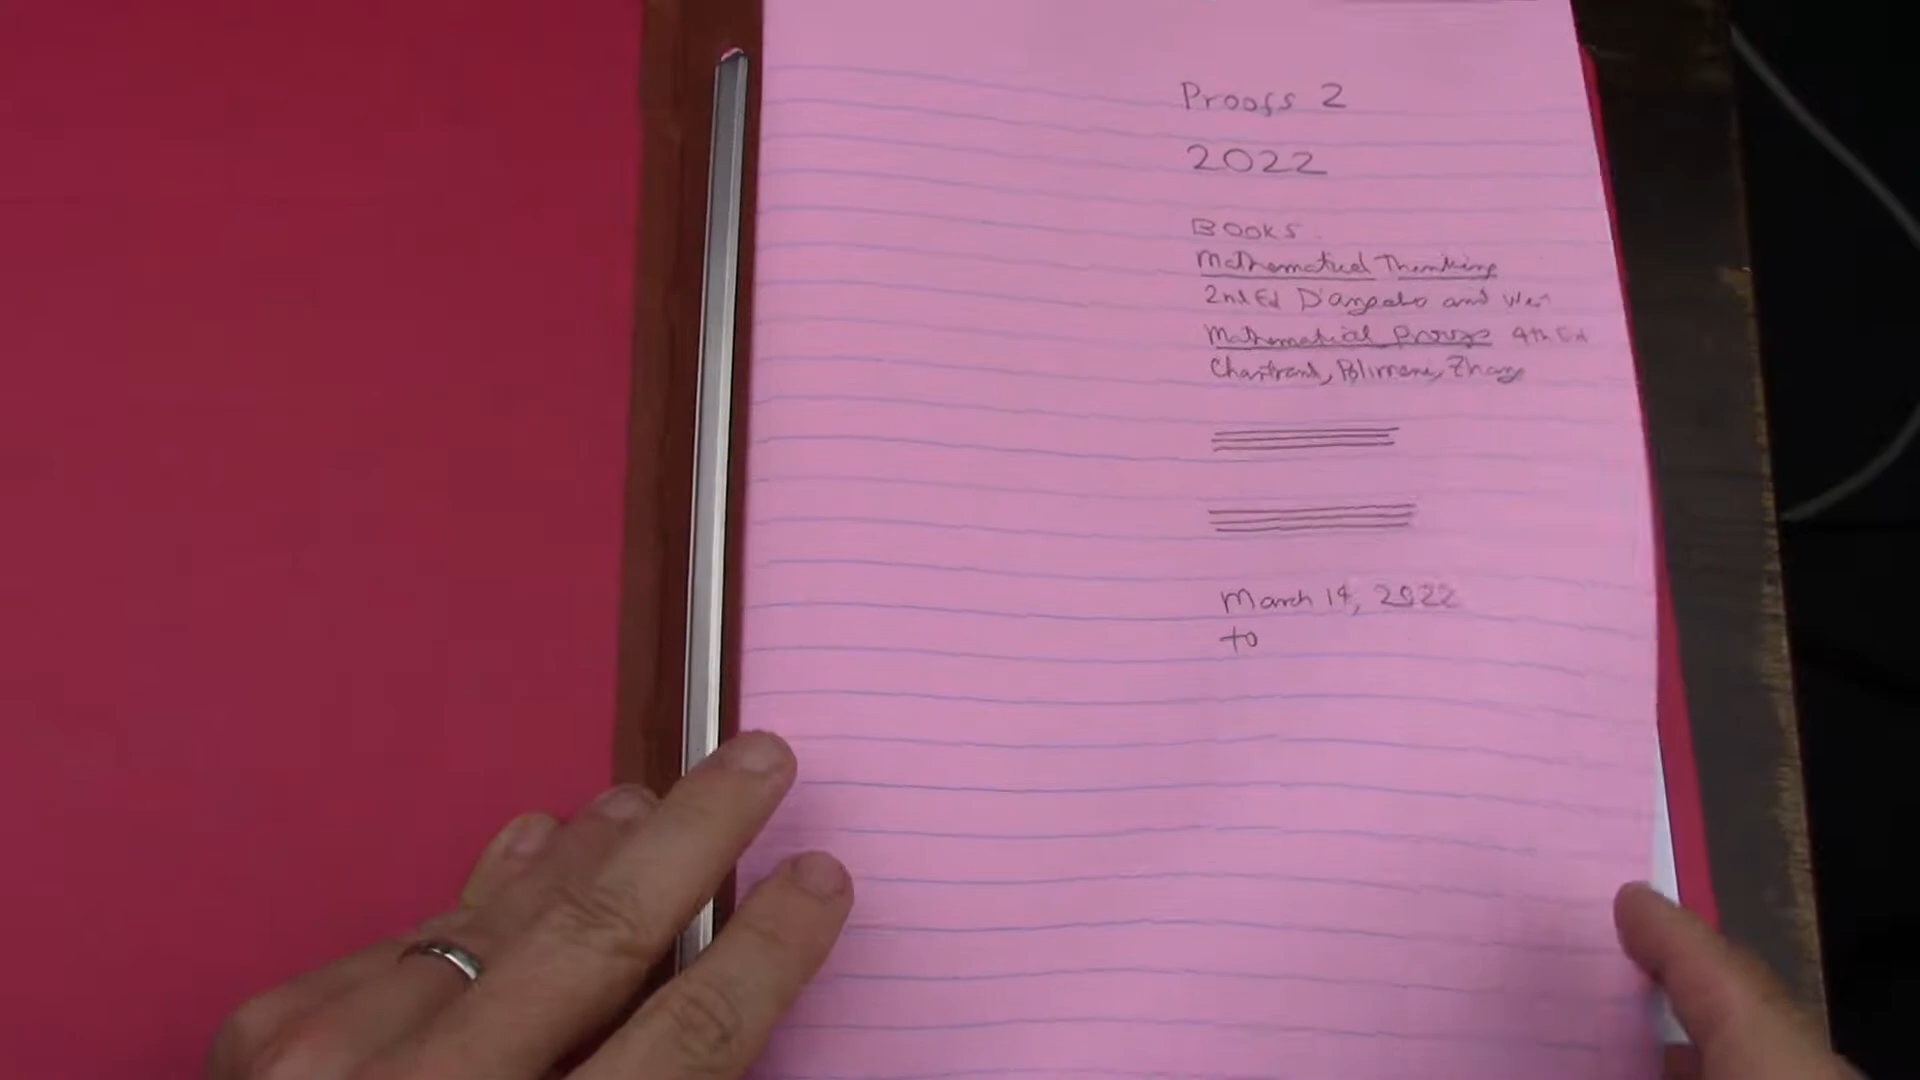 Proofs 2
2022
BOOKS
Mathematical Thinking
2nd Ed D'angelo and West
Mathematical Proofs 4th Ed
Chartrand, Polimeni, Zhang
March 14, 2022
to